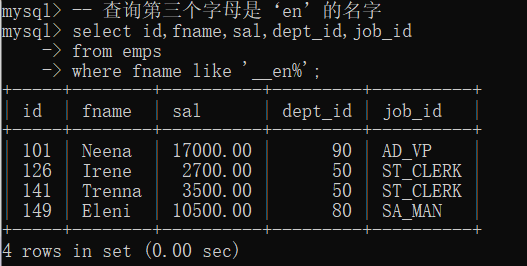 mysql> -- 查询第三个字母是‘en’的名字
mysql> select id,fname,sal,dept_id,job_id
    -> from emps
    -> where fname like '__en%';
+-----+--------+----------+---------+----------+
| id  | fname  | sal      | dept_id | job_id   |
+-----+--------+----------+---------+----------+
| 101 | Neena  | 17000.00 |      90 | AD_VP    |
| 126 | Irene  |  2700.00 |      50 | ST_CLERK |
| 141 | Trenna |  3500.00 |      50 | ST_CLERK |
| 149 | Eleni  | 10500.00 |      80 | SA_MAN   |
+-----+--------+----------+---------+----------+
4 rows in set (0.00 sec)